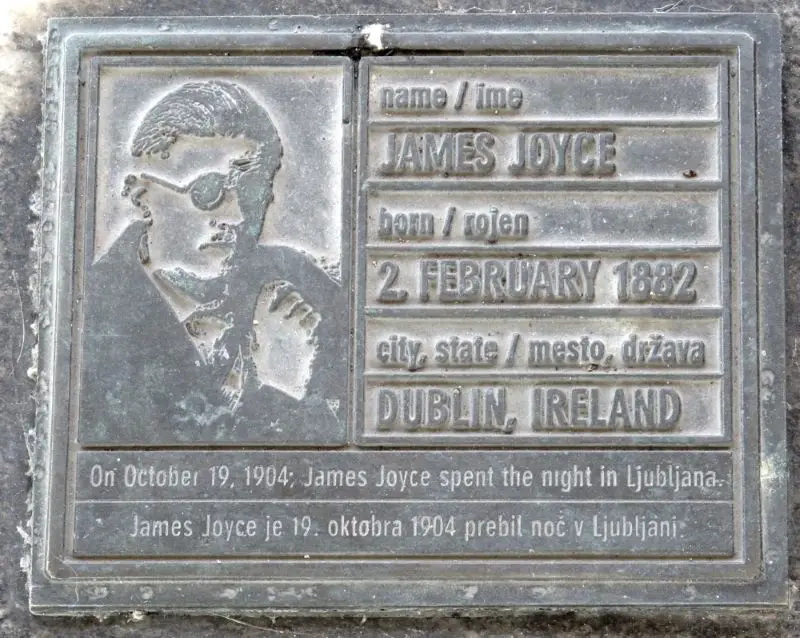 name / ime
JAMES JOYCE
born / rojen
2. FEBRUARY 1882
city, state / mesto, država
DUBLIN, IRELAND
On October 19, 1904; James Joyce spent the night in Ljubljana.
James Joyce je 19. oktobra 1904 prebil noč v Ljubljani.